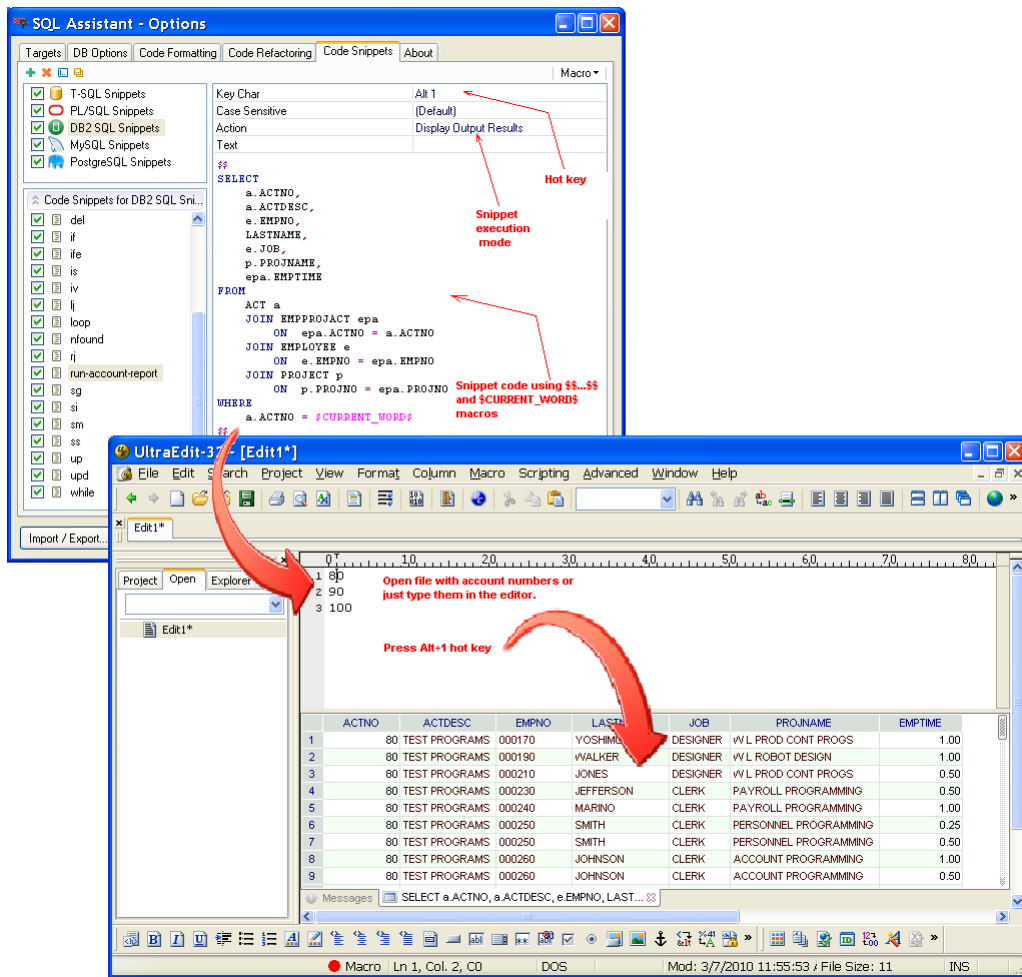 SQL Assistant - Options
Targets DB Options Code Formatting Code Refactoring Code Snippets About
Macro
T-SQL Snippets
PL/SQL Snippets
DB2 SQL Snippets
MySQL Snippets
PostgreSQL Snippets
Key Char Alt 1
Case Sensitive (Default)
Action Display Output Results
Text
Hot key
Snippet
execution
mode
Code Snippets for DB2 SQL Sni...
del
if
ife
is
iv
lj
loop
nfound
rj
run-account-report
sg
si
sm
ss
up
upd
while
$$
SELECT
a.ACTNO,
a.ACTDESC,
e.EMPNO,
LASTNAME,
e.JOB,
p.PROJNAME,
epa.EMPTIME
FROM
ACT a
JOIN EMPPROJACT epa
ON epa.ACTNO = a.ACTNO
JOIN EMPLOYEE e
ON e.EMPNO = epa.EMPNO
JOIN PROJECT p
ON p.PROJNO = epa.PROJNO
WHERE
a.ACTNO = $CURRENT_WORD$
$$
Snippet code using $$...$$
and $CURRENT_WORD$
macros
Import / Export...
UltraEdit-32 - [Edit1*]
File Edit Search Project View Format Column Macro Scripting Advanced Window Help
Edit1*
Project Open Explorer
Edit1*
0 10 20 30 40 50 60 70 80
1 80
2 90
3 100
Open file with account numbers or
just type them in the editor.
Press Alt+1 hot key
ACTNO ACTDESC EMPNO JOB PROJNAME EMPTIME
1 80 TEST PROGRAMS 000170 DESIGNER W L PROD CONT PROGS 1.00
2 80 TEST PROGRAMS 000190 WALKER DESIGNER W L ROBOT DESIGN 1.00
3 80 TEST PROGRAMS 000210 JONES DESIGNER W L PROD CONT PROGS 0.50
4 80 TEST PROGRAMS 000230 JEFFERSON CLERK PAYROLL PROGRAMMING 0.50
5 80 TEST PROGRAMS 000240 MARINO CLERK PAYROLL PROGRAMMING 1.00
6 80 TEST PROGRAMS 000250 SMITH CLERK PERSONNEL PROGRAMMING 0.25
7 80 TEST PROGRAMS 000250 SMITH CLERK PERSONNEL PROGRAMMING 0.50
8 80 TEST PROGRAMS 000260 JOHNSON CLERK ACCOUNT PROGRAMMING 1.00
9 80 TEST PROGRAMS 000260 JOHNSON CLERK ACCOUNT PROGRAMMING 0.50
Messages SELECT a.ACTNO, a.ACTDESC, e.EMPNO, LAST...
Macro Ln 1, Col. 2, C0 DOS Mod: 3/7/2010 11:55:53 / File Size: 11 INS